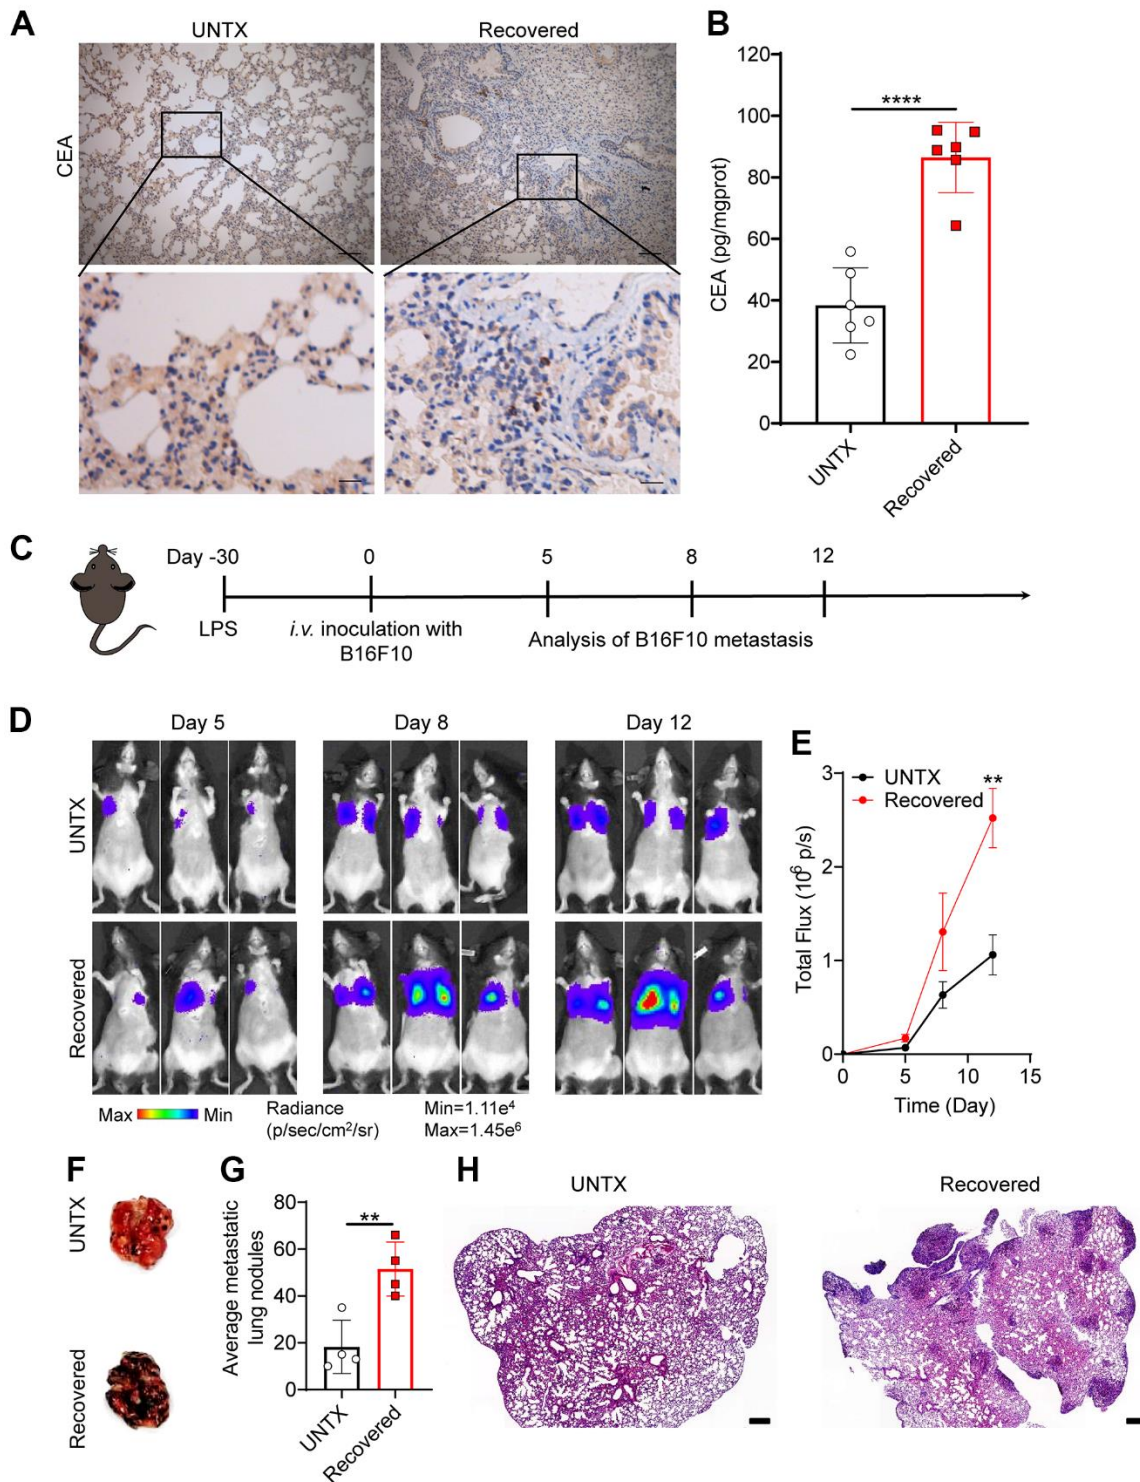 A
UNTX
Recovered
CEA
B
120
100
80
60
40
20
0
CEA (pg/mgprot)
****
UNTX
Recovered
C
Day -30
0
5
8
12
LPS
i.v. inoculation with
B16F10
Analysis of B16F10 metastasis
D
Day 5
Day 8
Day 12
UNTX
Recovered
Max
Min
Radiance
(p/sec/cm²/sr)
Min=1.11e⁴
Max=1.45e⁶
E
UNTX
Recovered
**
3
2
1
0
Total Flux (10⁶ p/s)
0
5
10
15
Time (Day)
F
UNTX
Recovered
G
80
60
40
20
0
Average metastatic
lung nodules
**
UNTX
Recovered
H
UNTX
Recovered